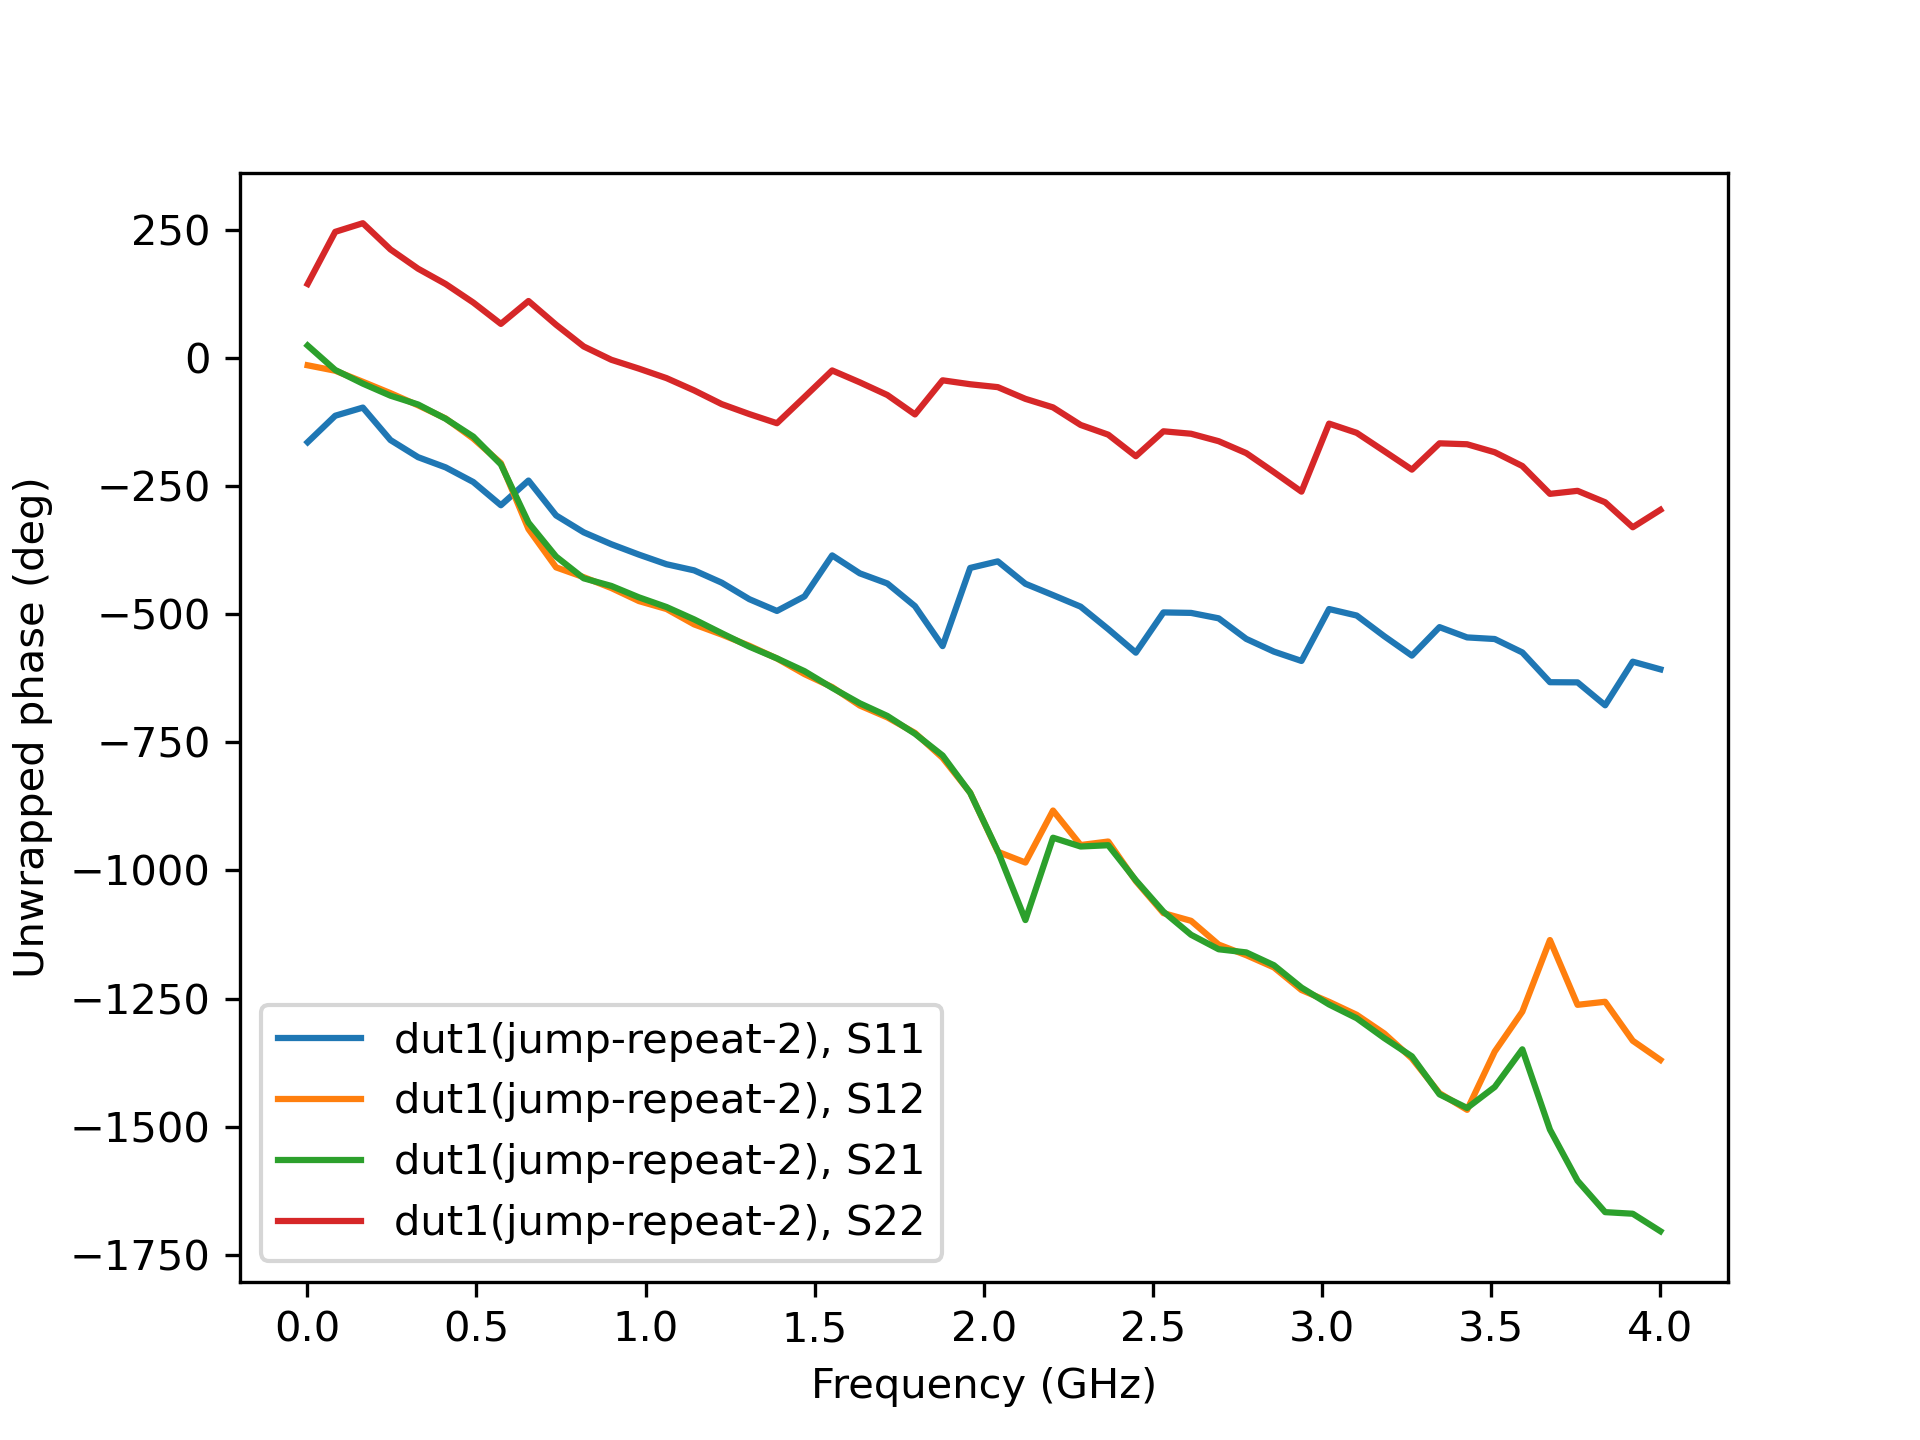 250
0
−250
−500
−750
−1000
−1250
−1500
−1750
Unwrapped phase (deg)
dut1(jump-repeat-2), S11
dut1(jump-repeat-2), S12
dut1(jump-repeat-2), S21
dut1(jump-repeat-2), S22
0.0 0.5 1.0 1.5 2.0 2.5 3.0 3.5 4.0
Frequency (GHz)